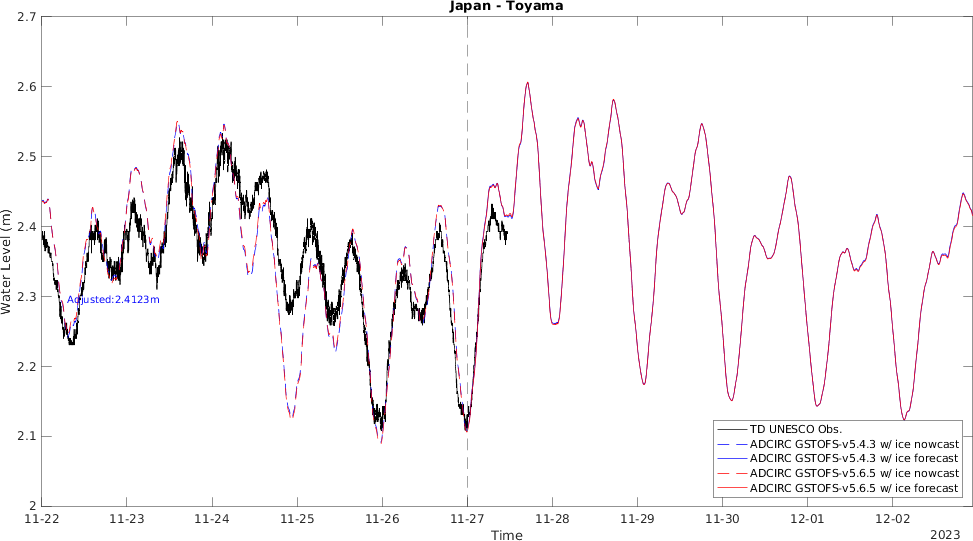 Japan - Toyama
2.7
2.6
2.5
2.4
2.3
2.2
2.1
2
Water Level (m)
Adjusted:2.4123m
TD UNESCO Obs.
ADCIRC GSTOFS-v5.4.3 w/ ice nowcast
ADCIRC GSTOFS-v5.4.3 w/ ice forecast
ADCIRC GSTOFS-v5.6.5 w/ ice nowcast
ADCIRC GSTOFS-v5.6.5 w/ ice forecast
11-22 11-23 11-24 11-25 11-26 11-27 11-28 11-29 11-30 12-01 12-02
Time
2023